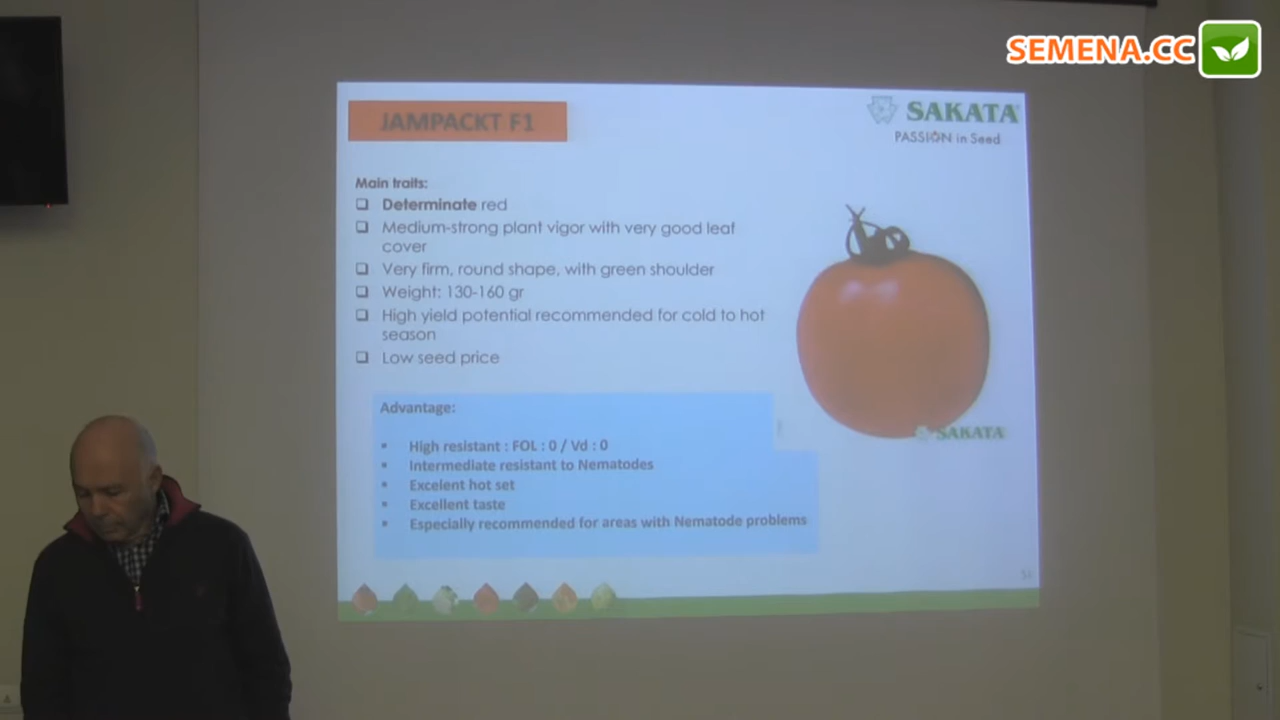 SEMENA.CC
JAMPACKT F1
SAKATA
PASSION in Seed
Main traits:
Determinate red
Medium-strong plant vigor with very good leaf
cover
Very firm, round shape, with green shoulder
Weight: 130-160 gr
High yield potential recommended for cold to hot
season
Low seed price
SAKATA
Advantage:
High resistant : FOL : 0 / Vd : 0
Intermediate resistant to Nematodes
Excelent hot set
Excellent taste
Especially recommended for areas with Nematode problems